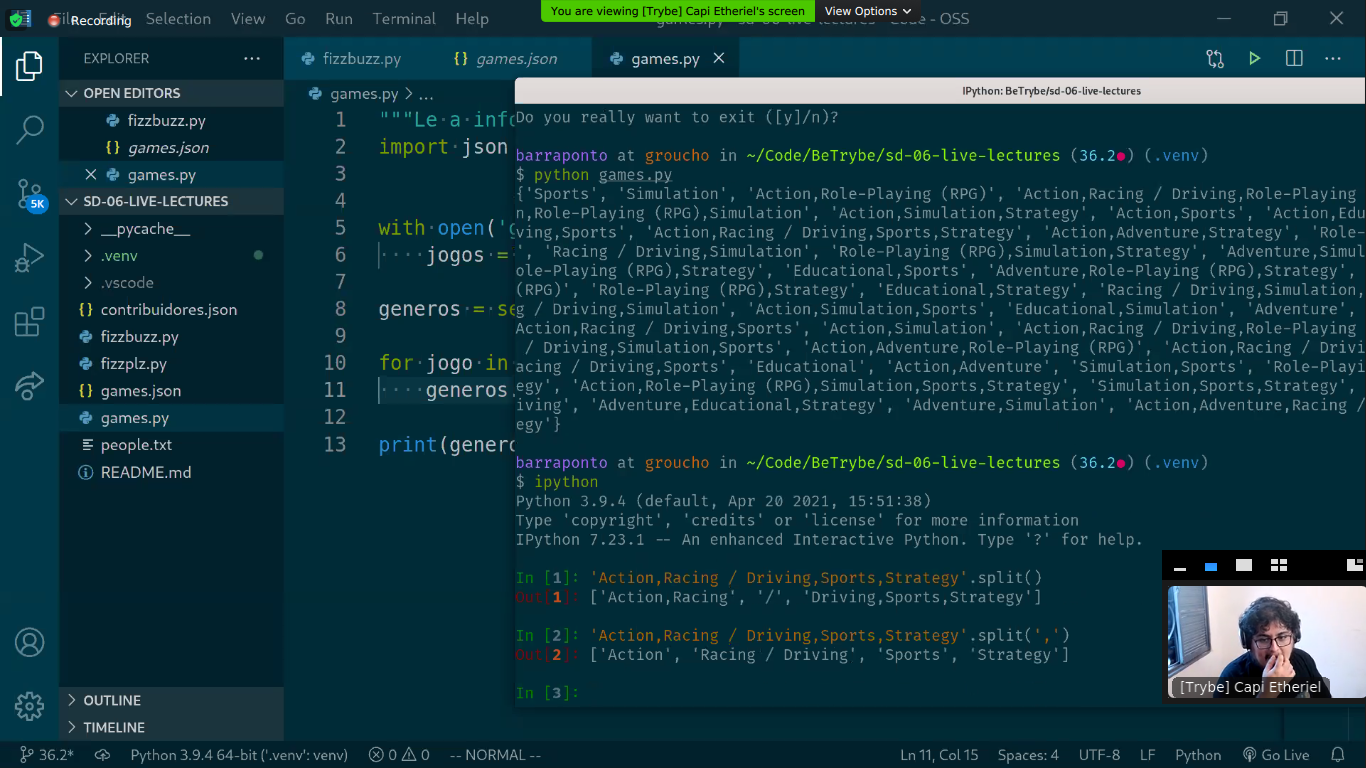 File Edit Selection View Go Run Terminal Help
Recording
You are viewing [Trybe] Capi Etheriel's screen
View Options
games.py - sd-06-live-lectures - Code - OSS
EXPLORER
fizzbuzz.py
{} games.json
games.py
OPEN EDITORS
fizzbuzz.py
{} games.json
games.py
5K
SD-06-LIVE-LECTURES
__pycache__
.venv
.vscode
{} contribuidores.json
fizzbuzz.py
fizzplz.py
{} games.json
games.py
people.txt
README.md
OUTLINE
TIMELINE
games.py > ...
1 """Le·a·info
2 import json
3
4
5 with open('g
6 ····jogos =
7
8 generos = se
9
10 for jogo in
11 ····generos.
12
13 print(genero
IPython: BeTrybe/sd-06-live-lectures
Do you really want to exit ([y]/n)?
barraponto at groucho in ~/Code/BeTrybe/sd-06-live-lectures (36.2●) (.venv)
$ python games.py
{'Sports', 'Simulation', 'Action,Role-Playing (RPG)', 'Action,Racing / Driving,Role-Playing
n,Role-Playing (RPG),Simulation', 'Action,Simulation,Strategy', 'Action,Sports', 'Action,Edu
ving,Sports', 'Action,Racing / Driving,Sports,Strategy', 'Adventure,Strategy', 'Role-
', 'Racing / Driving,Simulation', 'Role-Playing (RPG),Simulation,Strategy', 'Adventure,Simul
ole-Playing (RPG),Strategy', 'Educational,Sports', 'Adventure,Role-Playing (RPG),Strategy',
(RPG)', 'Role-Playing (RPG),Strategy', 'Educational,Strategy', 'Racing / Driving,Simulation,
g / Driving,Simulation', 'Action,Simulation,Sports', 'Educational,Simulation', 'Adventure',
Action,Racing / Driving,Sports', 'Action,Simulation', 'Action,Racing / Driving,Role-Playing
/ Driving,Simulation,Sports', 'Action,Adventure,Role-Playing (RPG)', 'Action,Racing / Drivi
acing / Driving,Sports', 'Educational', 'Action,Adventure', 'Simulation,Sports', 'Role-Playi
egy', 'Action,Role-Playing (RPG),Simulation,Sports,Strategy', 'Simulation,Sports,Strategy',
iving', 'Adventure,Educational,Strategy', 'Adventure,Simulation', 'Action,Adventure,Racing /
egy'}
barraponto at groucho in ~/Code/BeTrybe/sd-06-live-lectures (36.2●) (.venv)
$ ipython
Python 3.9.4 (default, Apr 20 2021, 15:51:38)
Type 'copyright', 'credits' or 'license' for more information
IPython 7.23.1 -- An enhanced Interactive Python. Type '?' for help.
In [1]: 'Action,Racing / Driving,Sports,Strategy'.split()
Out[1]: ['Action,Racing', '/', 'Driving,Sports,Strategy']
In [2]: 'Action,Racing / Driving,Sports,Strategy'.split(',')
Out[2]: ['Action', 'Racing / Driving', 'Sports', 'Strategy']
In [3]:
[Trybe] Capi Etheriel
36.2*
Python 3.9.4 64-bit ('.venv': venv)
0 0
-- NORMAL --
Ln 11, Col 15
Spaces: 4
UTF-8
LF
Python
Go Live